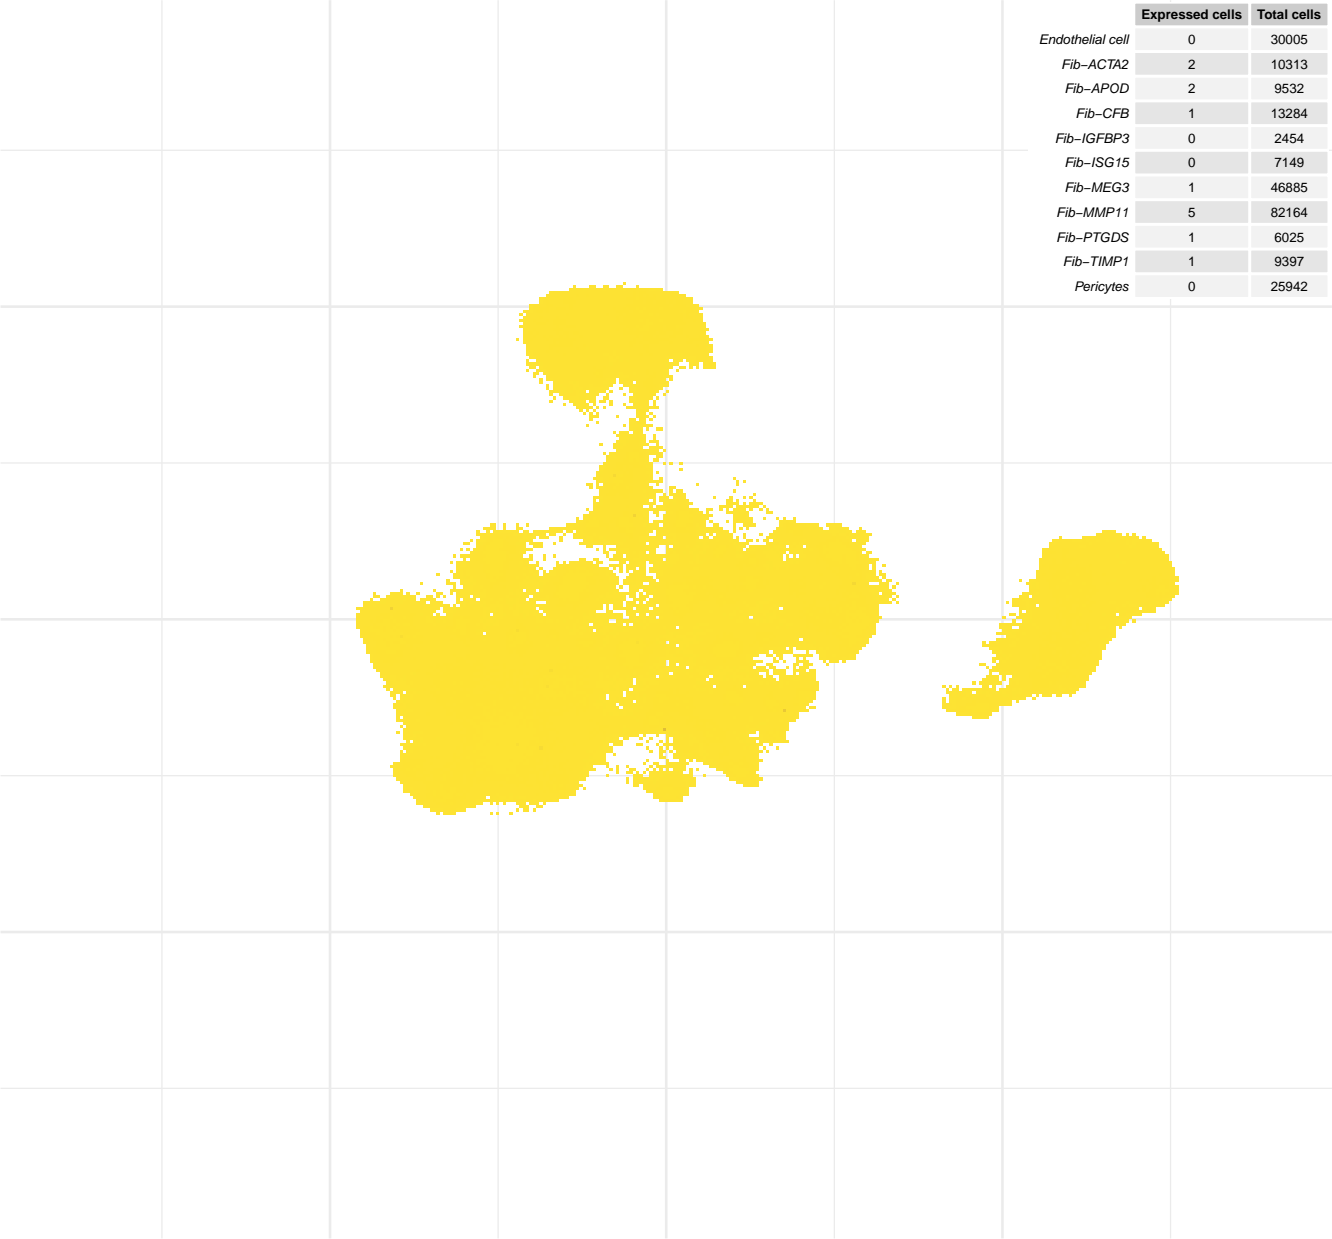 Expressed cells Total cells
Endothelial cell 0 30005
Fib−ACTA2 2 10313
Fib−APOD 2 9532
Fib−CFB 1 13284
Fib−IGFBP3 0 2454
Fib−ISG15 0 7149
Fib−MEG3 1 46885
Fib−MMP11 5 82164
Fib−PTGDS 1 6025
Fib−TIMP1 1 9397
Pericytes 0 25942